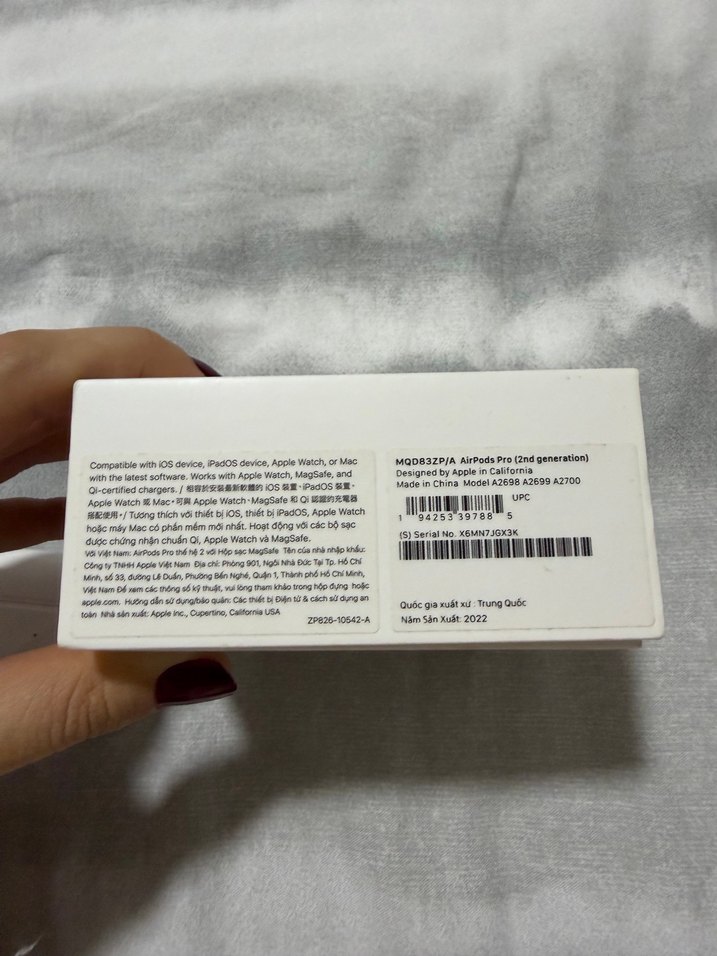 Compatible with iOS device, iPadOS device, Apple Watch, or Mac
with the latest software. Works with Apple Watch, MagSafe, and
Qi-certified chargers. / 相容於安裝最新軟體的 iOS 裝置、iPadOS 裝置、
Apple Watch 或 Mac。可與 Apple Watch、MagSafe 和 Qi 認證的充電器
搭配使用。/ Tương thích với thiết bị iOS, thiết bị iPadOS, Apple Watch
hoặc máy Mac có phần mềm mới nhất. Hoạt động với các bộ sạc
được chứng nhận chuẩn Qi, Apple Watch và MagSafe.
Với Việt Nam: AirPods Pro thế hệ 2 với Hộp sạc MagSafe Tên của nhà nhập khẩu:
Công ty TNHH Apple Việt Nam Địa chỉ: Phòng 901, Ngôi Nhà Đức Tại Tp. Hồ Chí
Minh, số 33, đường Lê Duẩn, Phường Bến Nghé, Quận 1, Thành phố Hồ Chí Minh,
Việt Nam Để xem các thông số kỹ thuật, vui lòng tham khảo trong hộp đựng hoặc
apple.com. Hướng dẫn sử dụng/bảo quản: Các thiết bị Điện tử & cách sử dụng an
toàn Nhà sản xuất: Apple Inc., Cupertino, California USA
ZP826-10542-A
MQD83ZP/A AirPods Pro (2nd generation)
Designed by Apple in California
Made in China Model A2698 A2699 A2700
UPC
1 94253 39788 5
(S) Serial No. X6MN7JGX3K
Quốc gia xuất xứ : Trung Quốc
Năm Sản Xuất: 2022